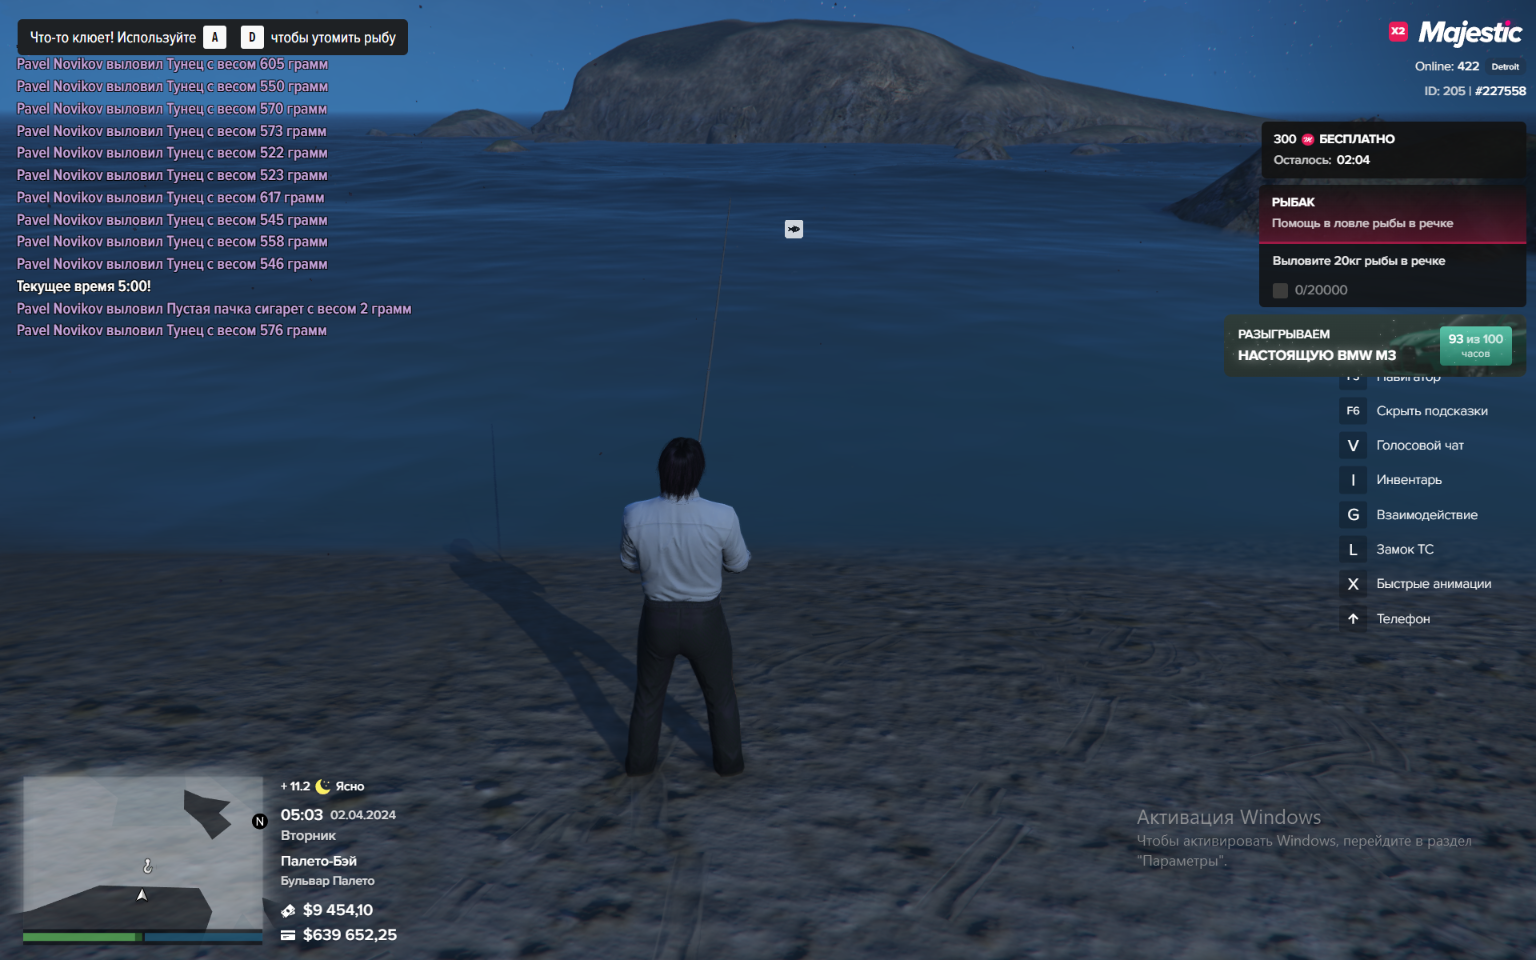 Что-то клюет! Используйте A D чтобы утомить рыбу
Pavel Novikov выловил Тунец с весом 605 грамм
Pavel Novikov выловил Тунец с весом 550 грамм
Pavel Novikov выловил Тунец с весом 570 грамм
Pavel Novikov выловил Тунец с весом 573 грамм
Pavel Novikov выловил Тунец с весом 522 грамм
Pavel Novikov выловил Тунец с весом 523 грамм
Pavel Novikov выловил Тунец с весом 617 грамм
Pavel Novikov выловил Тунец с весом 545 грамм
Pavel Novikov выловил Тунец с весом 558 грамм
Pavel Novikov выловил Тунец с весом 546 грамм
Текущее время 5:00!
Pavel Novikov выловил Пустая пачка сигарет с весом 2 грамм
Pavel Novikov выловил Тунец с весом 576 грамм
X2 Majestic
Online: 422 Detroit
ID: 205 | #227558
300 БЕСПЛАТНО
Осталось: 02:04
РЫБАК
Помощь в ловле рыбы в речке
Выловите 20кг рыбы в речке
0/20000
РАЗЫГРЫВАЕМ
НАСТОЯЩУЮ BMW M3
93 из 100
часов
Навигатор
F6 Скрыть подсказки
V Голосовой чат
I Инвентарь
G Взаимодействие
L Замок ТС
X Быстрые анимации
↑ Телефон
N
+ 11.2 Ясно
05:03 02.04.2024
Вторник
Палето-Бэй
Бульвар Палето
$9 454,10
$639 652,25
Активация Windows
Чтобы активировать Windows, перейдите в раздел
"Параметры".